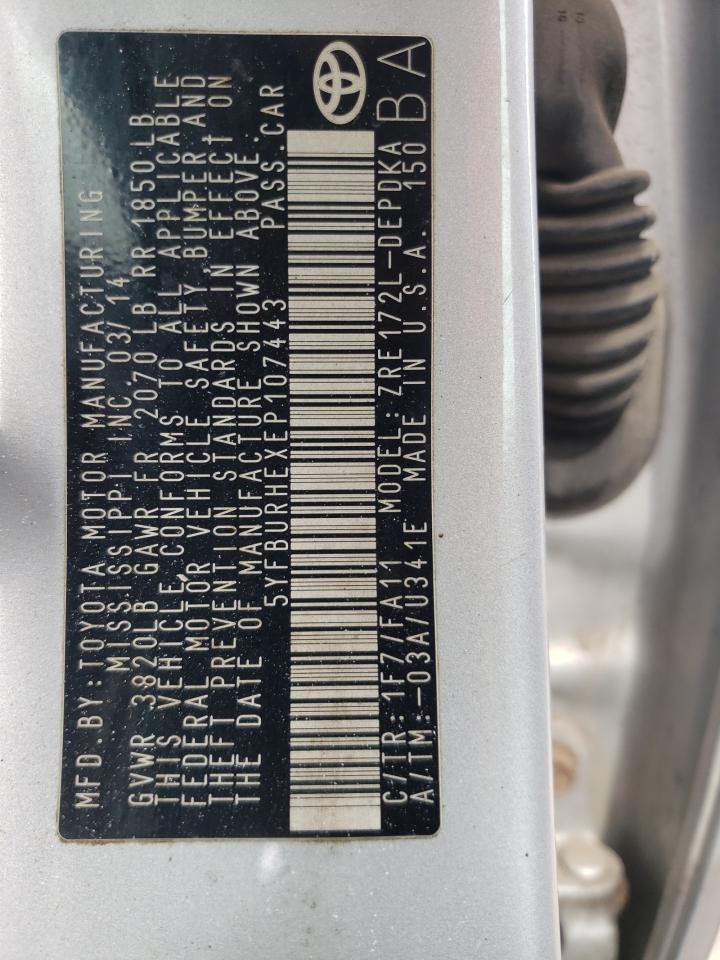 MFD.BY:TOYOTA MOTOR MANUFACTURING
MISSISSIPPI INC 03/14
GVWR 3820LB GAWR FR 2070 LB RR 1850 LB
THIS VEHICLE CONFORMS TO ALL APPLICABLE
FEDERAL MOTOR VEHICLE SAFETY, BUMPER AND
THEFT PREVENTION STANDARDS IN EFFECT ON
THE DATE OF MANUFACTURE SHOWN ABOVE.
5YFBURHEXEP107443 PASS.CAR
C/TR:1F7/FA11 MODEL:ZRE172L-DEPDKA
A/TM:-03A/U341E MADE IN U.S.A. 150 BA